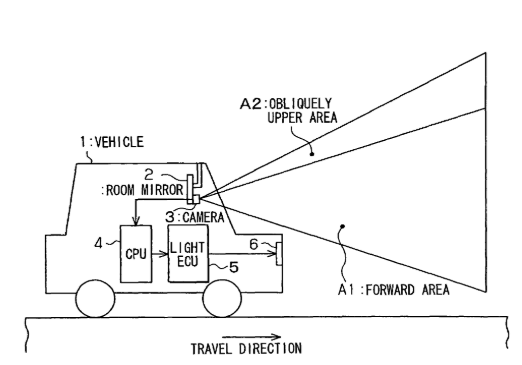 A2:OBLIQUELY
UPPER AREA
1:VEHICLE
2
:ROOM MIRROR
3:CAMERA
4
CPU
LIGHT
ECU
5
6
A1:FORWARD AREA
TRAVEL DIRECTION